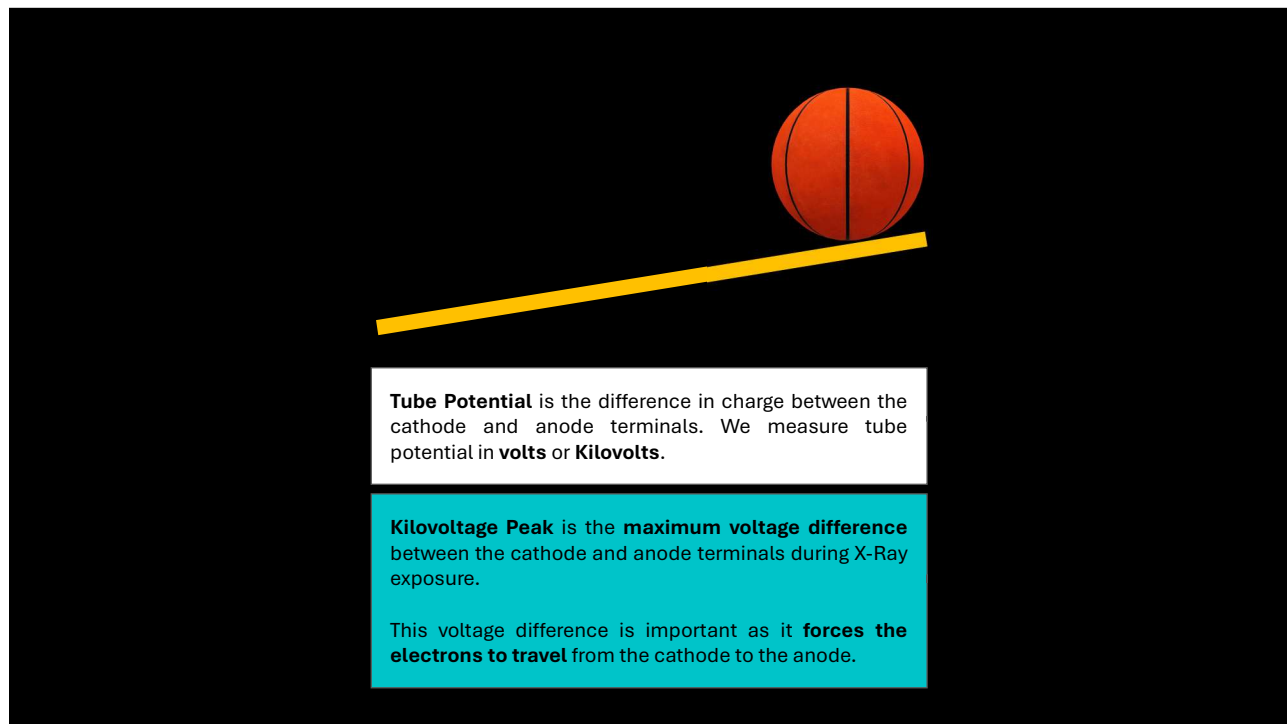 Tube Potential is the difference in charge between the
cathode and anode terminals. We measure tube
potential in volts or Kilovolts.
Kilovoltage Peak is the maximum voltage difference
between the cathode and anode terminals during X-Ray
exposure.
This voltage difference is important as it forces the
electrons to travel from the cathode to the anode.